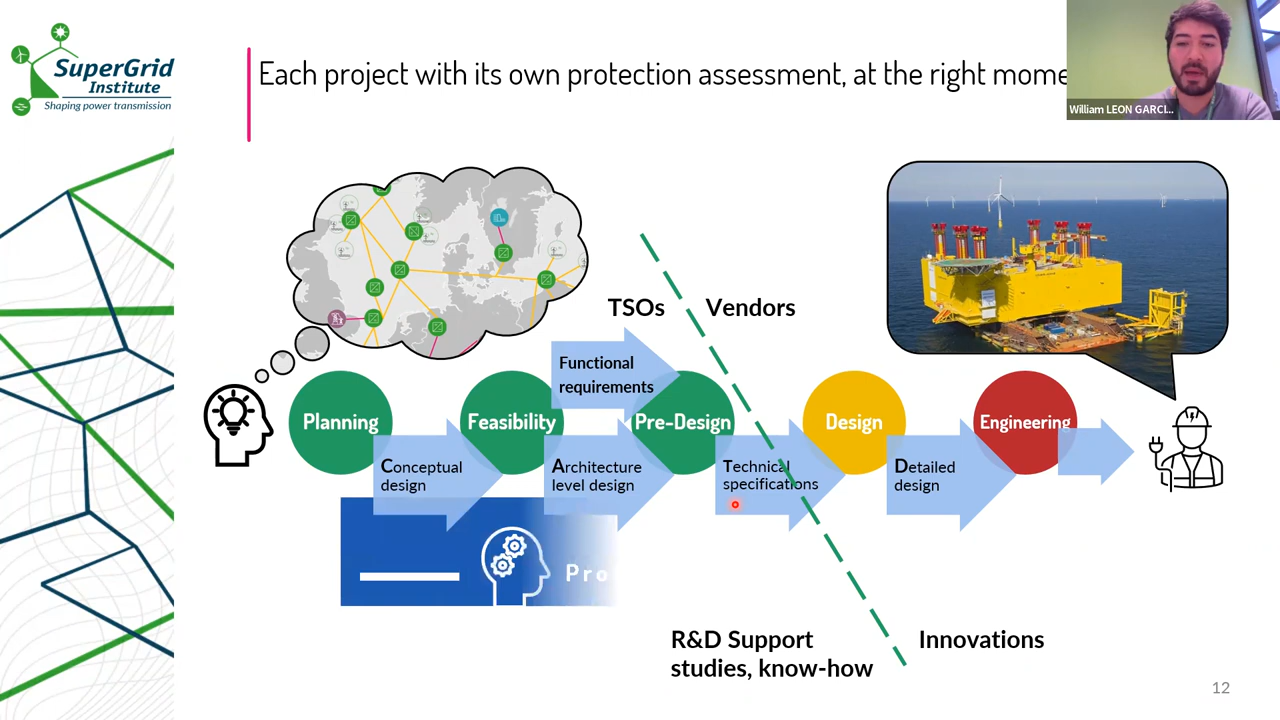 SuperGrid
Institute
Shaping power transmission
Each project with its own protection assessment, at the right
William LEON GARCI...
TSOs
Vendors
Functional
requirements
Planning
Feasibility
Pre-Design
Design
Engineering
Conceptual
design
Architecture
level design
Technical
specifications
Detailed
design
Pro
R&D Support
studies, know-how
Innovations
12